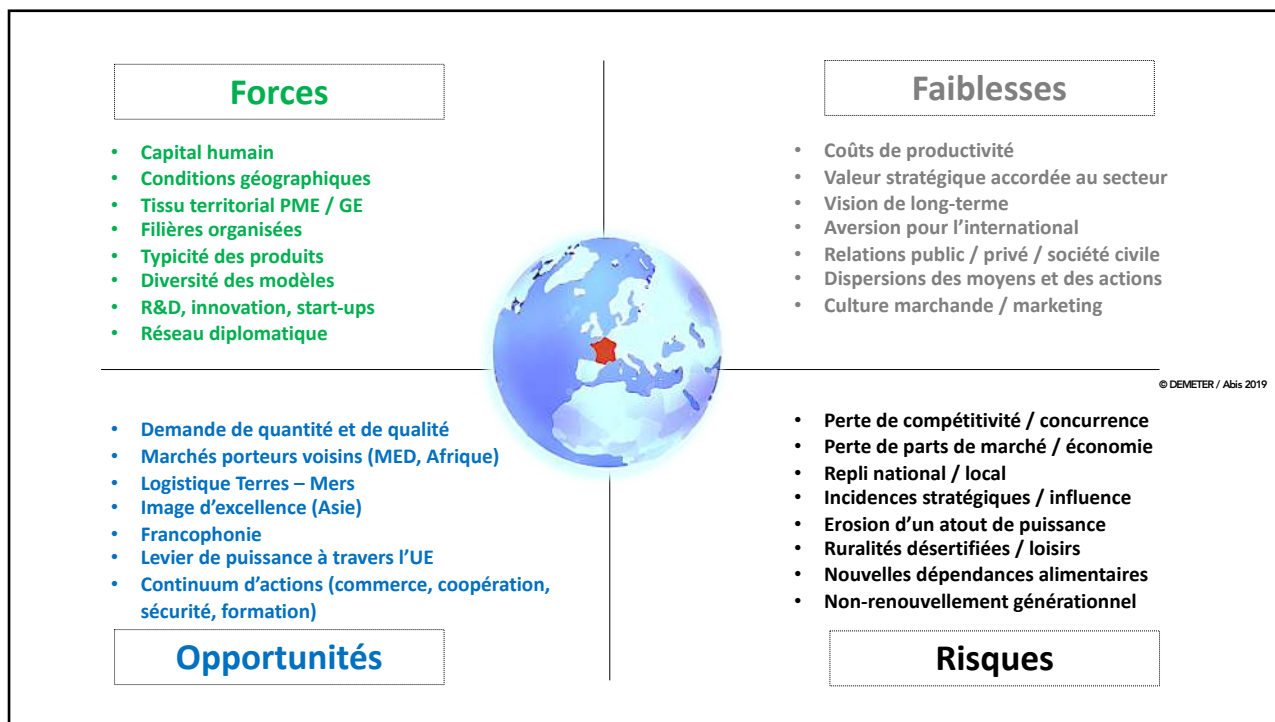 Forces
• Capital humain
• Conditions géographiques
• Tissu territorial PME / GE
• Filières organisées
• Typicité des produits
• Diversité des modèles
• R&D, innovation, start-ups
• Réseau diplomatique
Faiblesses
• Coûts de productivité
• Valeur stratégique accordée au secteur
• Vision de long-terme
• Aversion pour l'international
• Relations public / privé / société civile
• Dispersions des moyens et des actions
• Culture marchande / marketing
© DEMETER / Abis 2019
• Demande de quantité et de qualité
• Marchés porteurs voisins (MED, Afrique)
• Logistique Terres – Mers
• Image d'excellence (Asie)
• Francophonie
• Levier de puissance à travers l'UE
• Continuum d'actions (commerce, coopération,
sécurité, formation)
Opportunités
• Perte de compétitivité / concurrence
• Perte de parts de marché / économie
• Repli national / local
• Incidences stratégiques / influence
• Erosion d'un atout de puissance
• Ruralités désertifiées / loisirs
• Nouvelles dépendances alimentaires
• Non-renouvellement générationnel
Risques